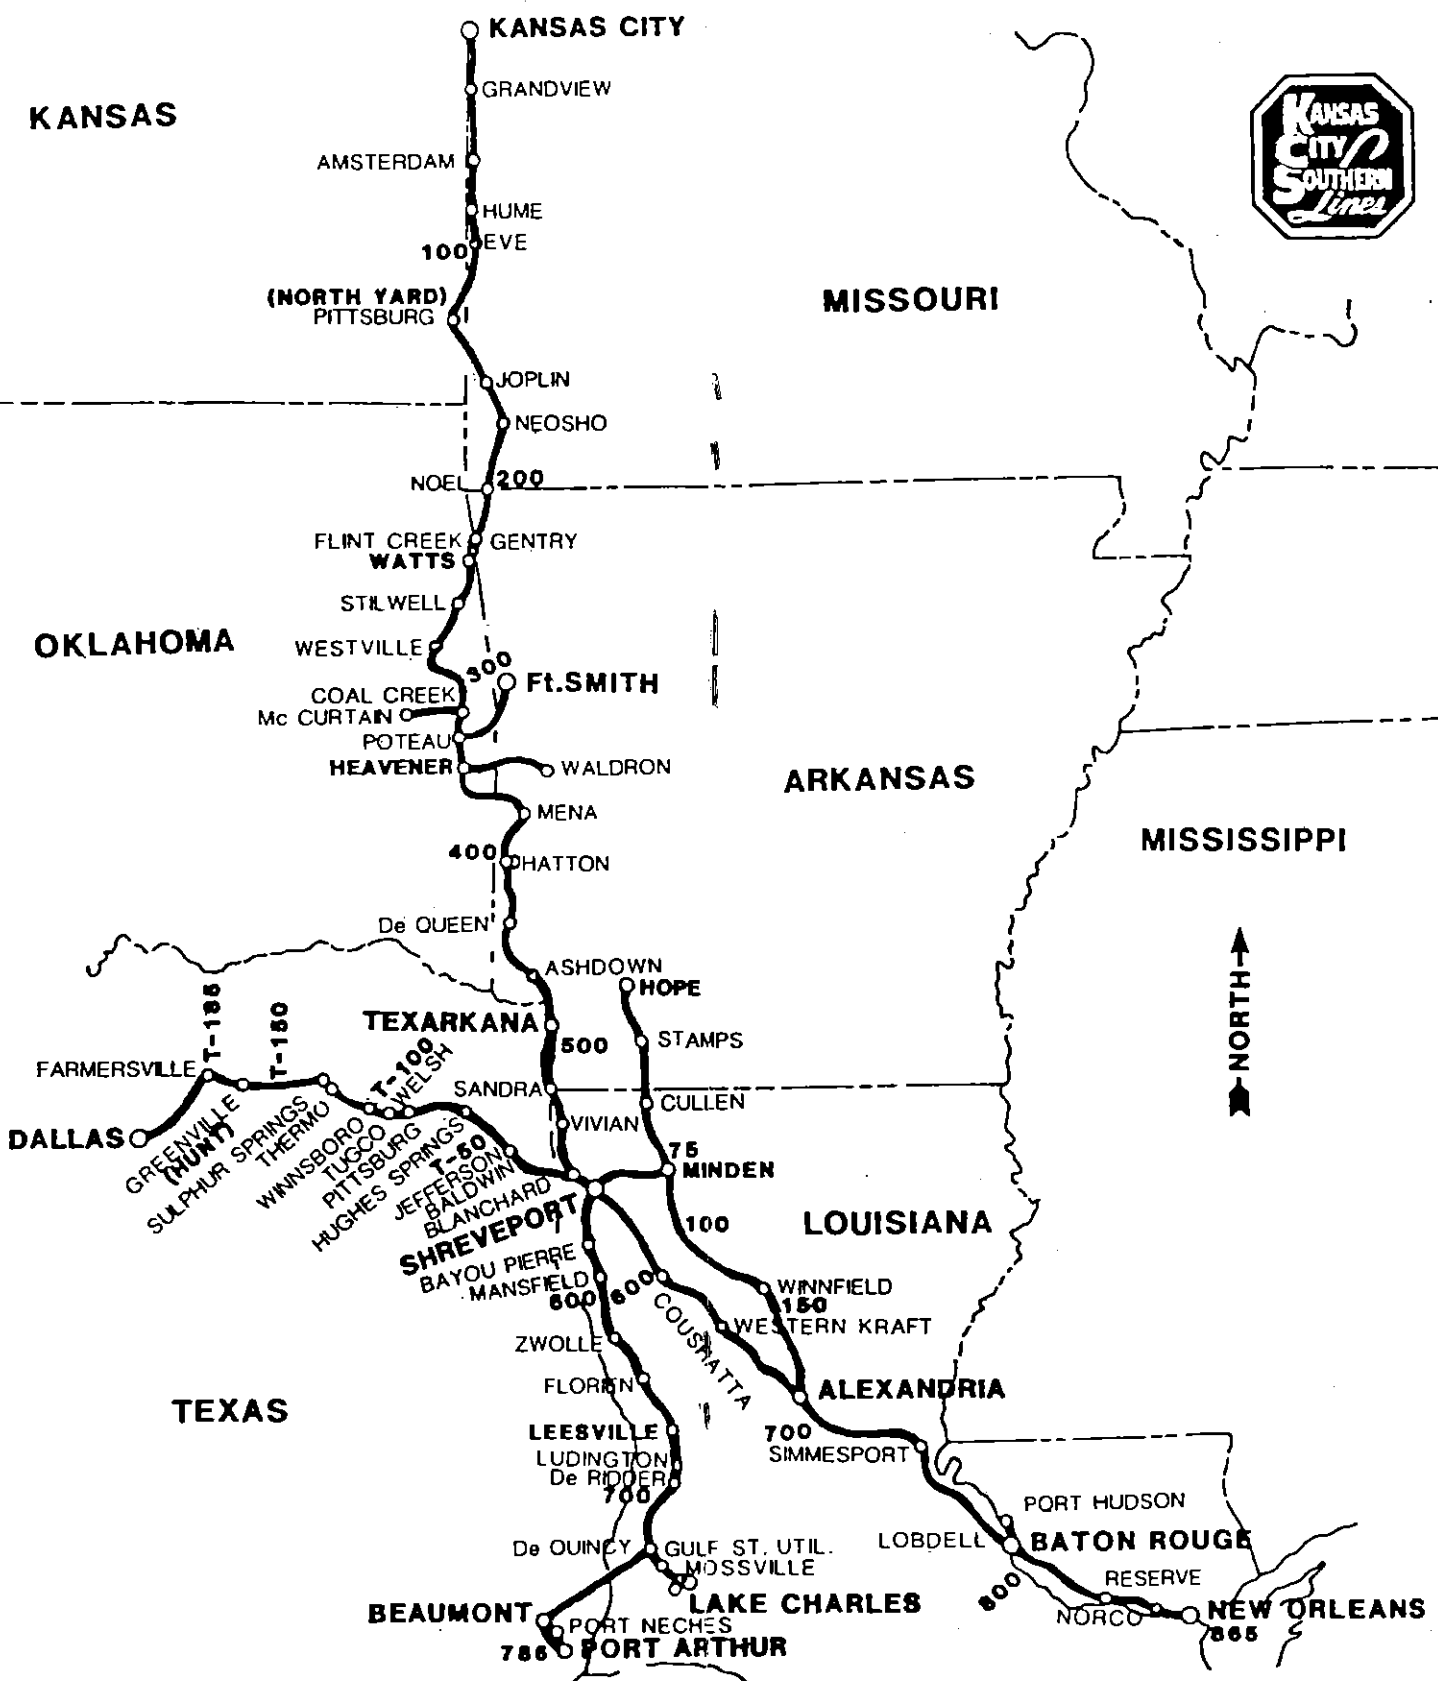 KANSAS CITY
GRANDVIEW
KANSAS
KANSAS
CITY
SOUTHERN
Lines
AMSTERDAM
HUME
100
EVE
(NORTH YARD)
PITTSBURG
MISSOURI
JOPLIN
NEOSHO
NOEL
200
FLINT CREEK
GENTRY
WATTS
STILWELL
OKLAHOMA
WESTVILLE
300
Ft.SMITH
COAL CREEK
Mc CURTAIN
POTEAU
HEAVENER
WALDRON
ARKANSAS
MENA
MISSISSIPPI
400
HATTON
De QUEEN
ASHDOWN
HOPE
NORTH
TEXARKANA
500
STAMPS
T-185
T-150
T-100
FARMERSVILLE
WELSH
SANDRA
CULLEN
VIVIAN
DALLAS
GREENVILLE
(HUNT)
SULPHUR SPRINGS
THERMO
WINNSBORO
TUGCO
PITTSBURG
HUGHES SPRINGS
T-50
JEFFERSON
BALDWIN
BLANCHARD
SHREVEPORT
75
MINDEN
100
LOUISIANA
BAYOU PIERRE
MANSFIELD
600
600
COUSHATTA
WINNFIELD
150
WESTERN KRAFT
ZWOLLE
FLORIEN
ALEXANDRIA
TEXAS
LEESVILLE
700
SIMMESPORT
LUDINGTON
De RIDDER
700
PORT HUDSON
De QUINCY
GULF ST. UTIL.
LOBDELL
BATON ROUGE
MOSSVILLE
LAKE CHARLES
800
RESERVE
BEAUMONT
PORT NECHES
NORCO
NEW ORLEANS
865
786
PORT ARTHUR